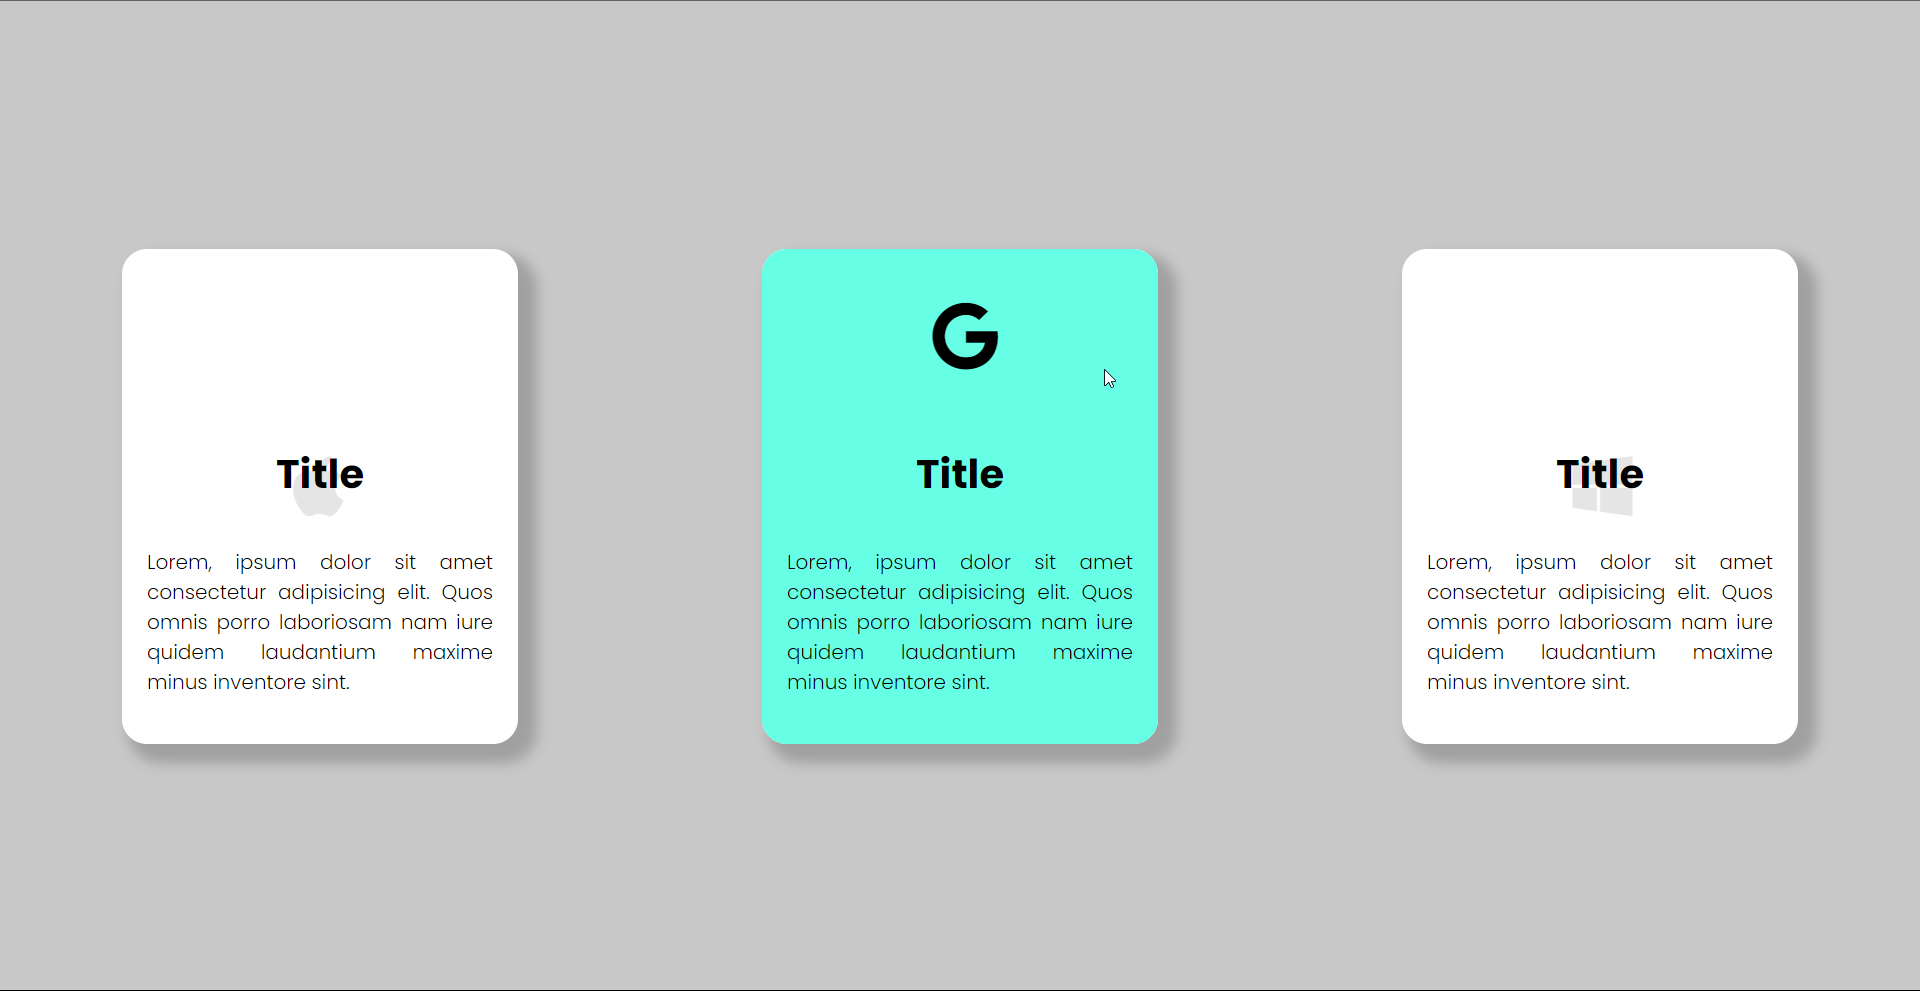 Title
Lorem, ipsum dolor sit amet
consectetur adipisicing elit. Quos
omnis porro laboriosam nam iure
quidem laudantium maxime
minus inventore sint.
G
Title
Lorem, ipsum dolor sit amet
consectetur adipisicing elit. Quos
omnis porro laboriosam nam iure
quidem laudantium maxime
minus inventore sint.
Title
Lorem, ipsum dolor sit amet
consectetur adipisicing elit. Quos
omnis porro laboriosam nam iure
quidem laudantium maxime
minus inventore sint.